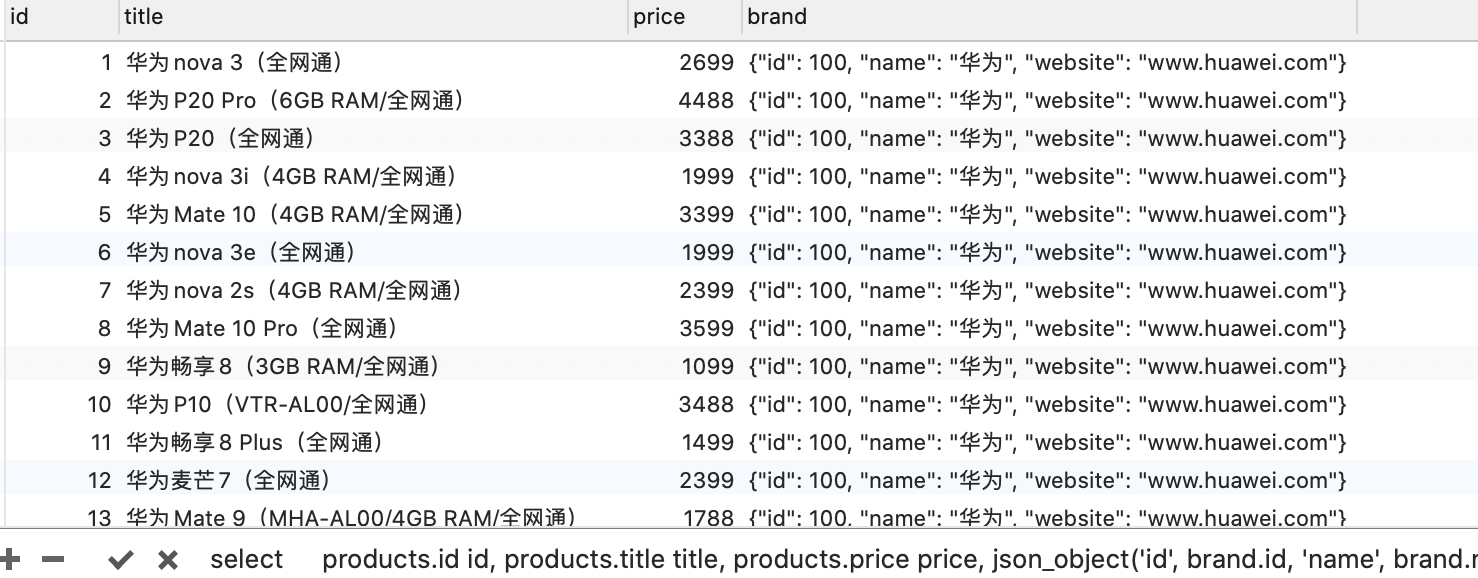 id title price brand
1 华为 nova 3（全网通） 2699 {"id": 100, "name": "华为", "website": "www.huawei.com"}
2 华为 P20 Pro（6GB RAM/全网通） 4488 {"id": 100, "name": "华为", "website": "www.huawei.com"}
3 华为 P20（全网通） 3388 {"id": 100, "name": "华为", "website": "www.huawei.com"}
4 华为 nova 3i（4GB RAM/全网通） 1999 {"id": 100, "name": "华为", "website": "www.huawei.com"}
5 华为 Mate 10（4GB RAM/全网通） 3399 {"id": 100, "name": "华为", "website": "www.huawei.com"}
6 华为 nova 3e（全网通） 1999 {"id": 100, "name": "华为", "website": "www.huawei.com"}
7 华为 nova 2s（4GB RAM/全网通） 2399 {"id": 100, "name": "华为", "website": "www.huawei.com"}
8 华为 Mate 10 Pro（全网通） 3599 {"id": 100, "name": "华为", "website": "www.huawei.com"}
9 华为畅享 8（3GB RAM/全网通） 1099 {"id": 100, "name": "华为", "website": "www.huawei.com"}
10 华为 P10（VTR-AL00/全网通） 3488 {"id": 100, "name": "华为", "website": "www.huawei.com"}
11 华为畅享 8 Plus（全网通） 1499 {"id": 100, "name": "华为", "website": "www.huawei.com"}
12 华为麦芒 7（全网通） 2399 {"id": 100, "name": "华为", "website": "www.huawei.com"}
13 华为 Mate 9（MHA-AL00/4GB RAM/全网通） 1788 {"id": 100, "name": "华为", "website": "www.huawei.com"}
select products.id id, products.title title, products.price price, json_object('id', brand.id, 'name', brand.